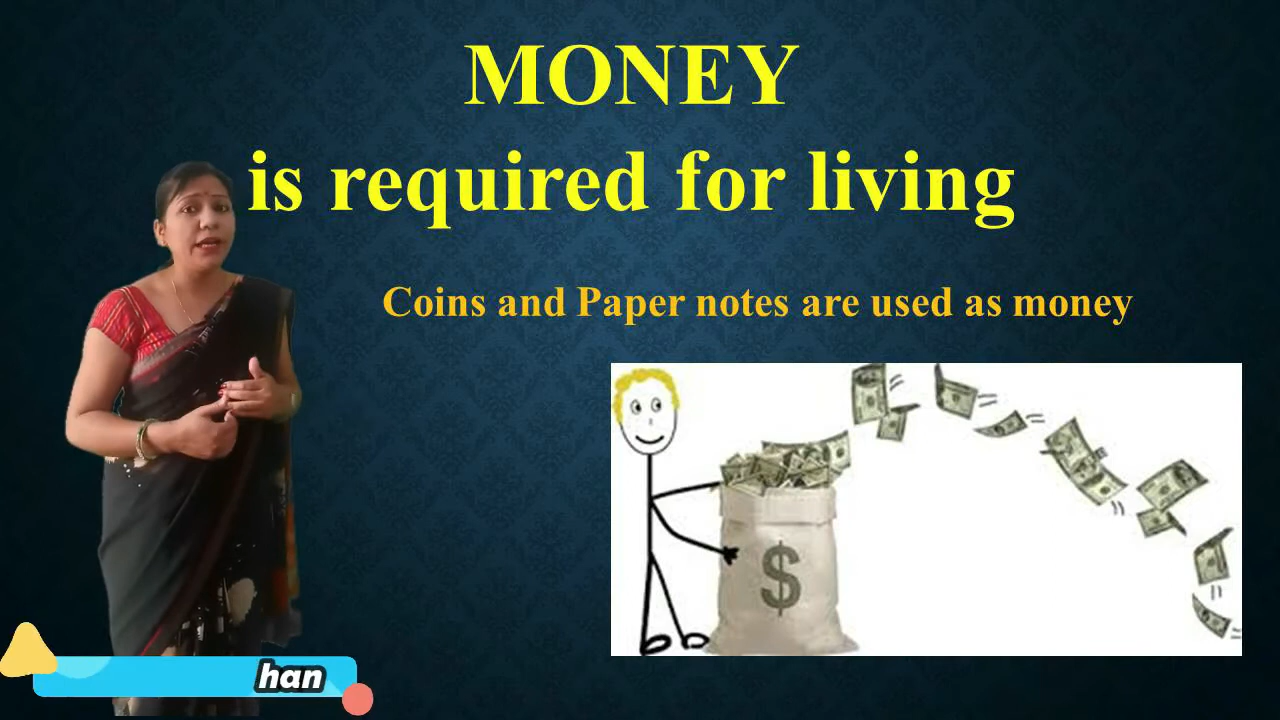 MONEY
is required for living
Coins and Paper notes are used as money
$
han